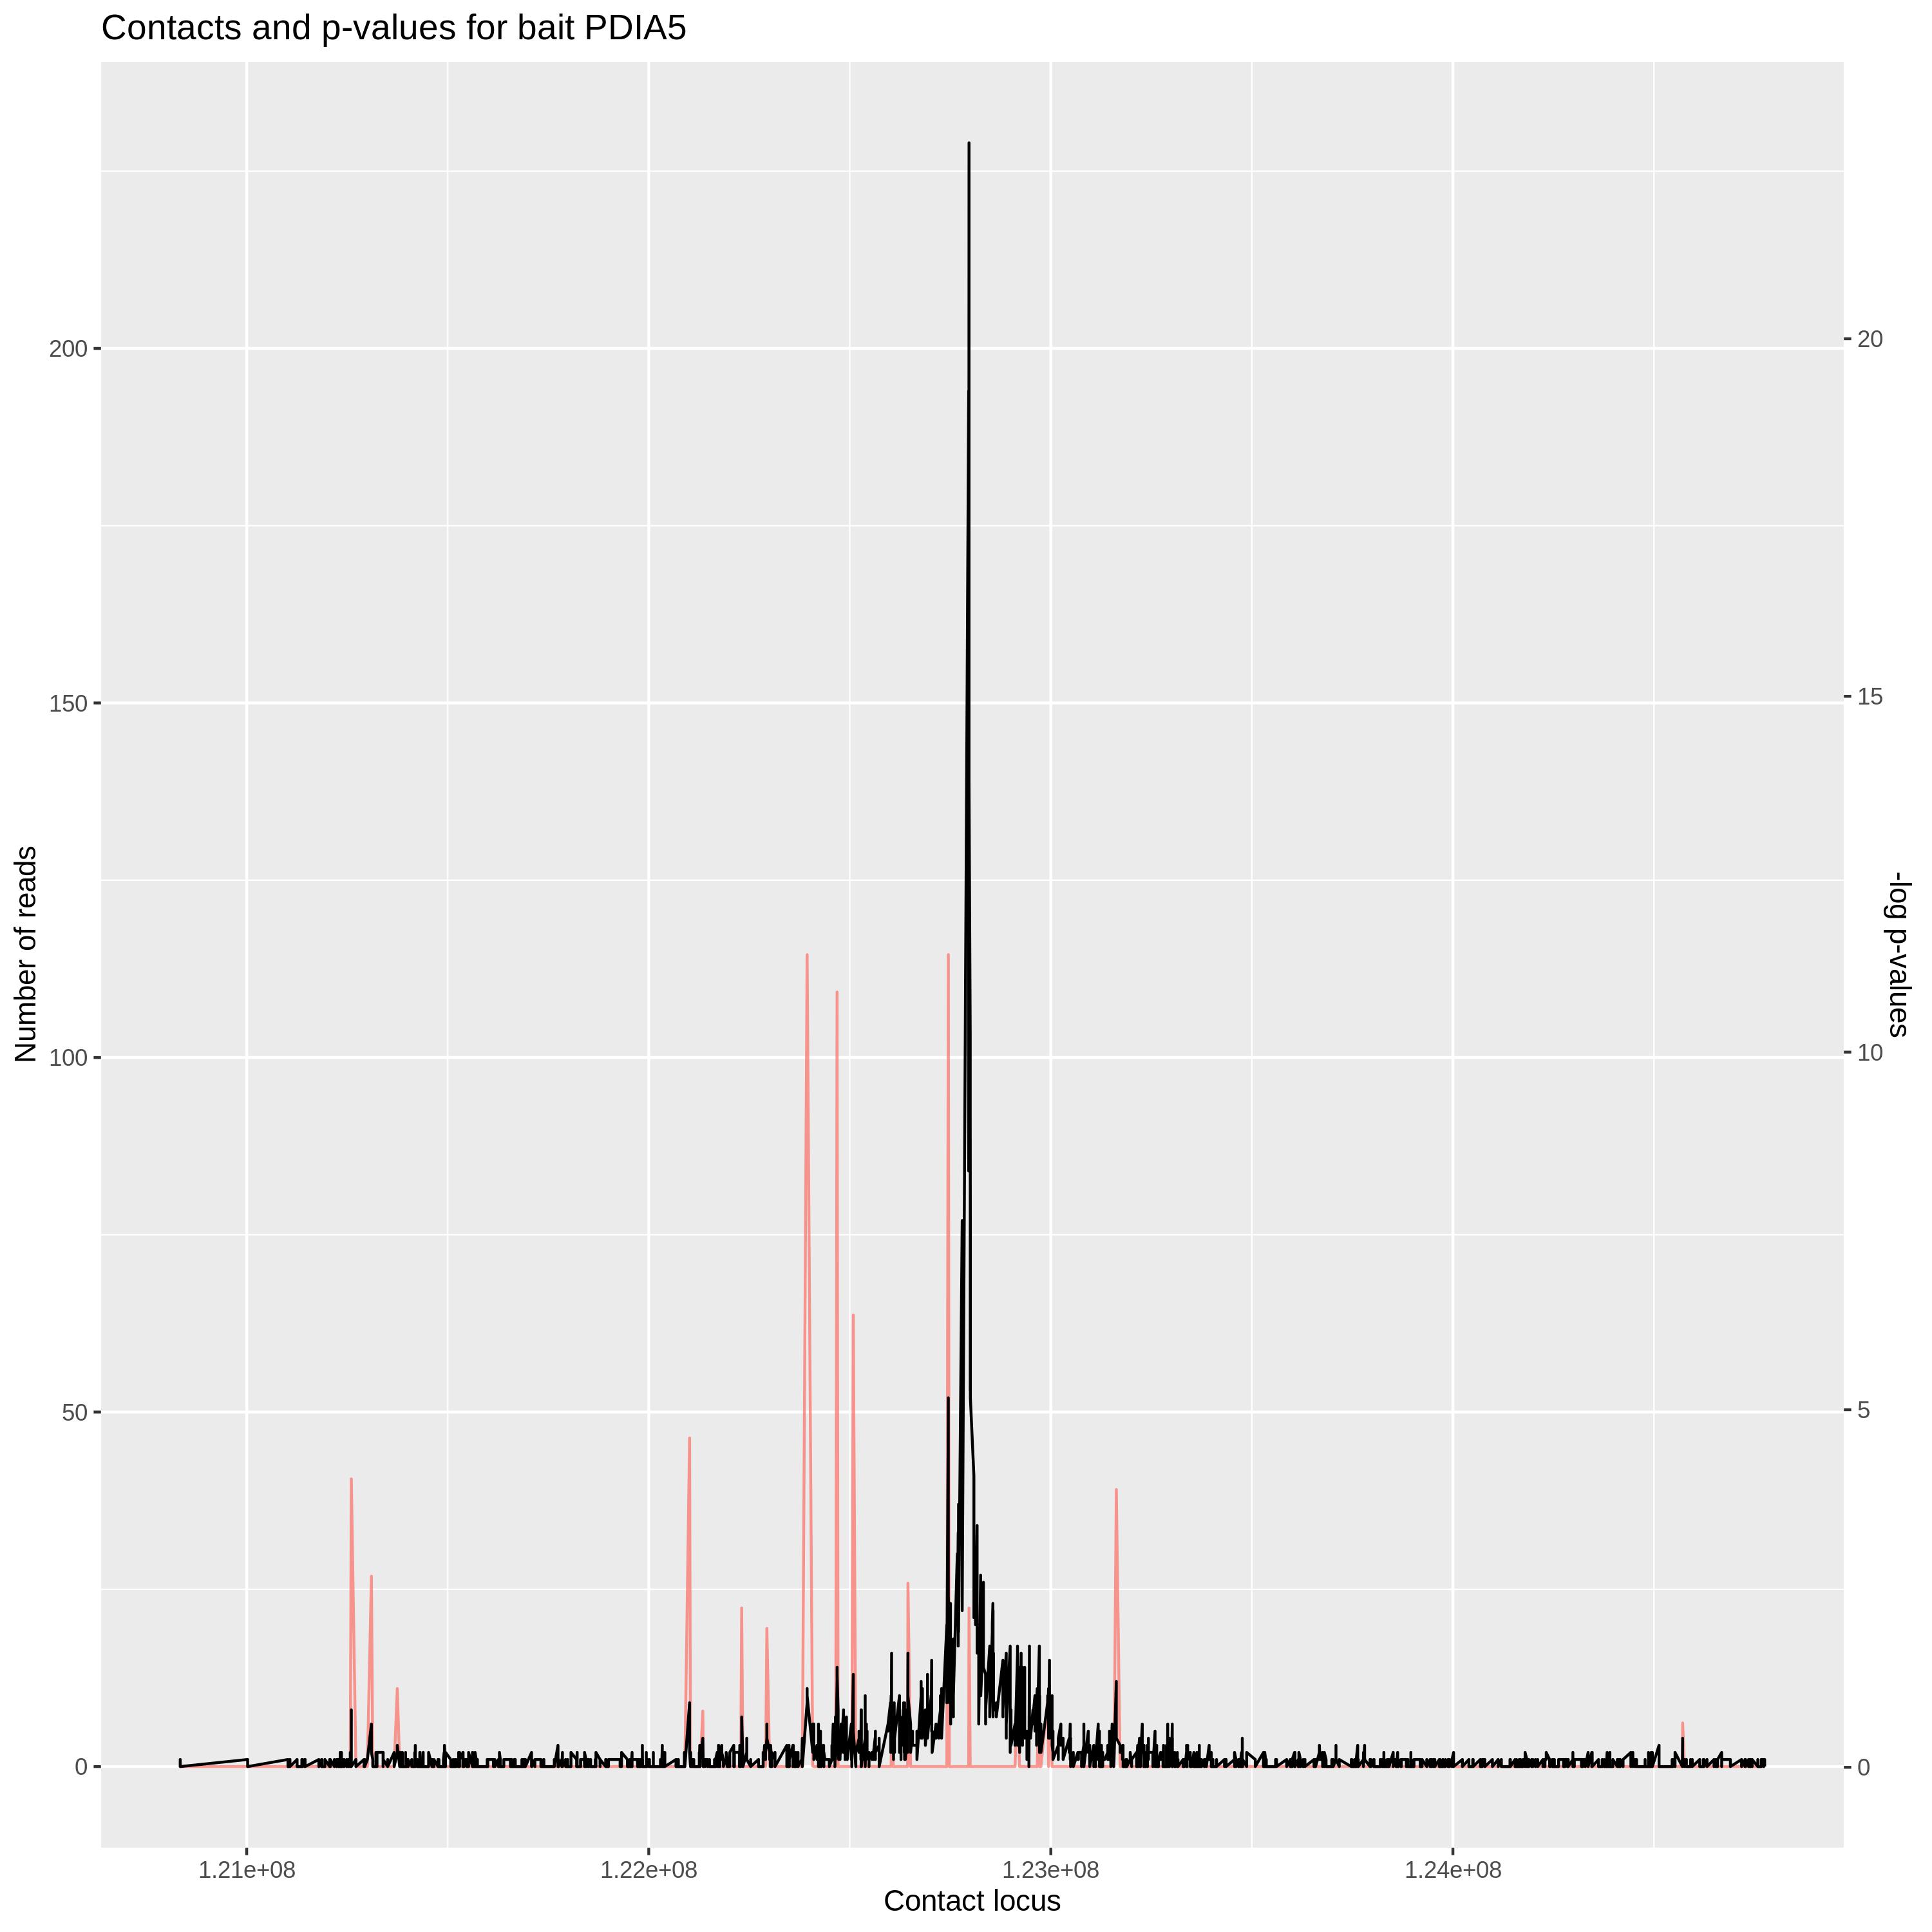 Contacts and p-values for bait PDIA5
Number of reads
200
150
100
50
0
20
15
10
5
0
-log p-values
1.21e+08
1.22e+08
1.23e+08
1.24e+08
Contact locus